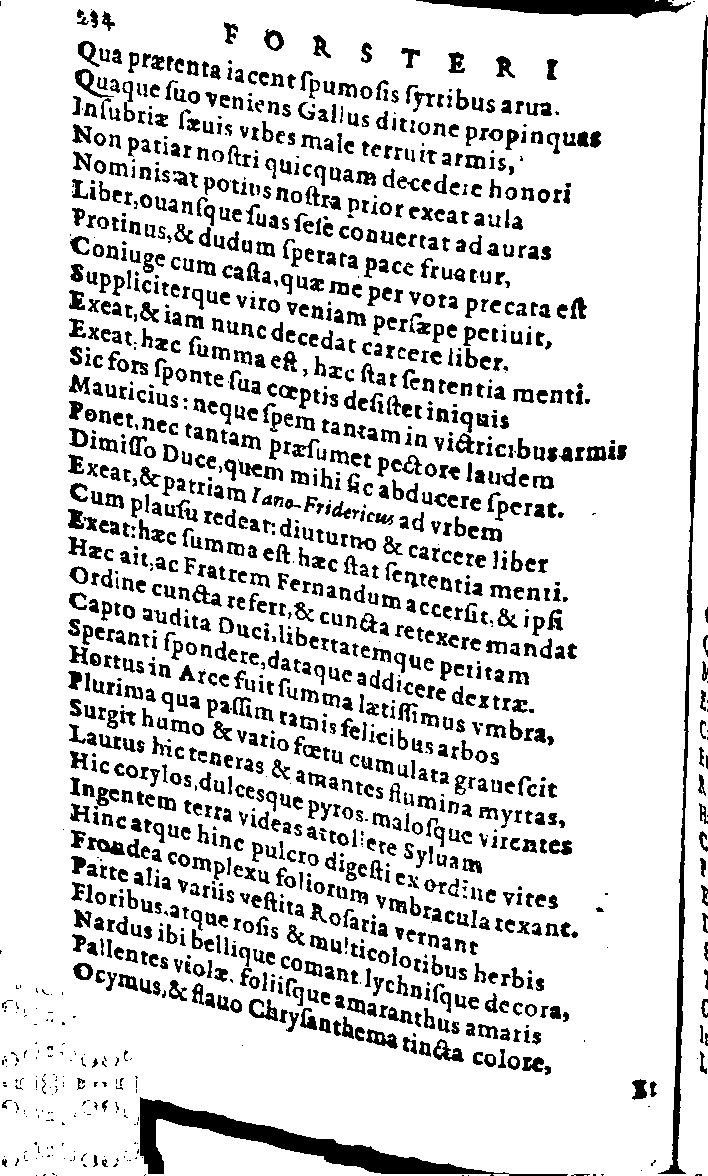 234 FORSTERI
Qua prætenta iacent ſpumoſis ſyrtibus arua.
Quaque ſuo veniens Gallus ditione propinquas
Inſubriæ ſæuis vrbes male terruit armis,
Non patiar noſtri quicquam decedere honori
Nominis: at potius noſtra prior exeat aula
Liber, ouanſque ſuas ſeſe conuertat ad auras
Protinus, & dudum ſperata pace fruatur,
Coniuge cum caſta, quæ me per vota precata eſt
Suppliciterque viro veniam perſæpe petiuit,
Exeat, & iam nunc decedat carcere liber.
Exeat, hæc ſumma eſt, hæc ſtat ſententia menti.
Sic fors ſponte ſua cœptis deſiſtet iniquis
Mauricius: neque ſpem tantam in victricibus armis
Ponet, nec tantam præſumet pectore laudem
Dimiſſo Duce, quem mihi ſic abducere ſperat.
Exeat, & patriam Iano-Fridericus ad vrbem
Cum plauſu redeat: diuturno & carcere liber
Exeat: hæc ſumma eſt hæc ſtat ſententia menti.
Hæc ait, ac Fratrem Fernandum accerſit, & ipſi
Ordine cuncta refert, & cuncta retexere mandat
Capto audita Duci, libertatemque petitam
Speranti ſpondere, dataque addicere dextræ.
Hortus in Arce fuit ſumma lætiſſimus vmbra,
Plurima qua paſſim ramis felicibus arbos
Surgit humo & vario fœtu cumulata graueſcit
Laurus hic teneras & amantes flumina myrtas,
Hic corylos, dulceſque pyros. maloſque virentes
Ingentem terra videas attollere Syluam
Hinc atque hinc pulcro digeſti ex ordine vites
Frondea complexu foliorum vmbracula texant.
Parte alia variis veſtita Roſaria vernant
Floribus. atque roſis & multicoloribus herbis
Nardus ibi bellique comant lychniſque decora,
Pallentes violæ. foliiſque amaranthus amaris
Ocymus, & flauo Chryſanthema tincta colore,
Et